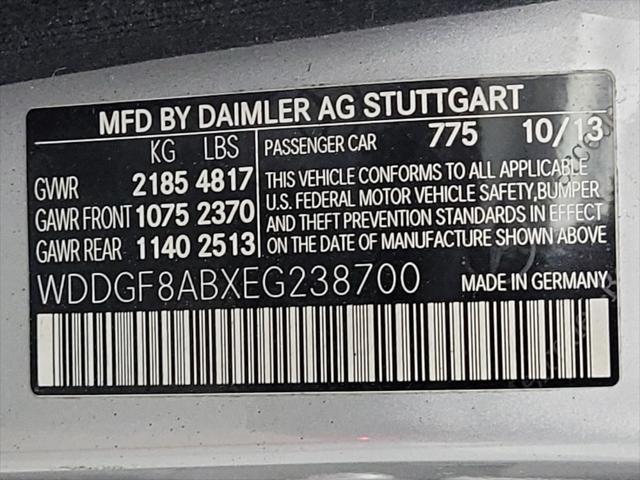 MFD BY DAIMLER AG STUTTGART
KG LBS
GVWR 2185 4817
GAWR FRONT 1075 2370
GAWR REAR 1140 2513
PASSENGER CAR 775 10/13
THIS VEHICLE CONFORMS TO ALL APPLICABLE
U.S. FEDERAL MOTOR VEHICLE SAFETY, BUMPER
AND THEFT PREVENTION STANDARDS IN EFFECT
ON THE DATE OF MANUFACTURE SHOWN ABOVE.
WDDGF8ABXEG238700 MADE IN GERMANY